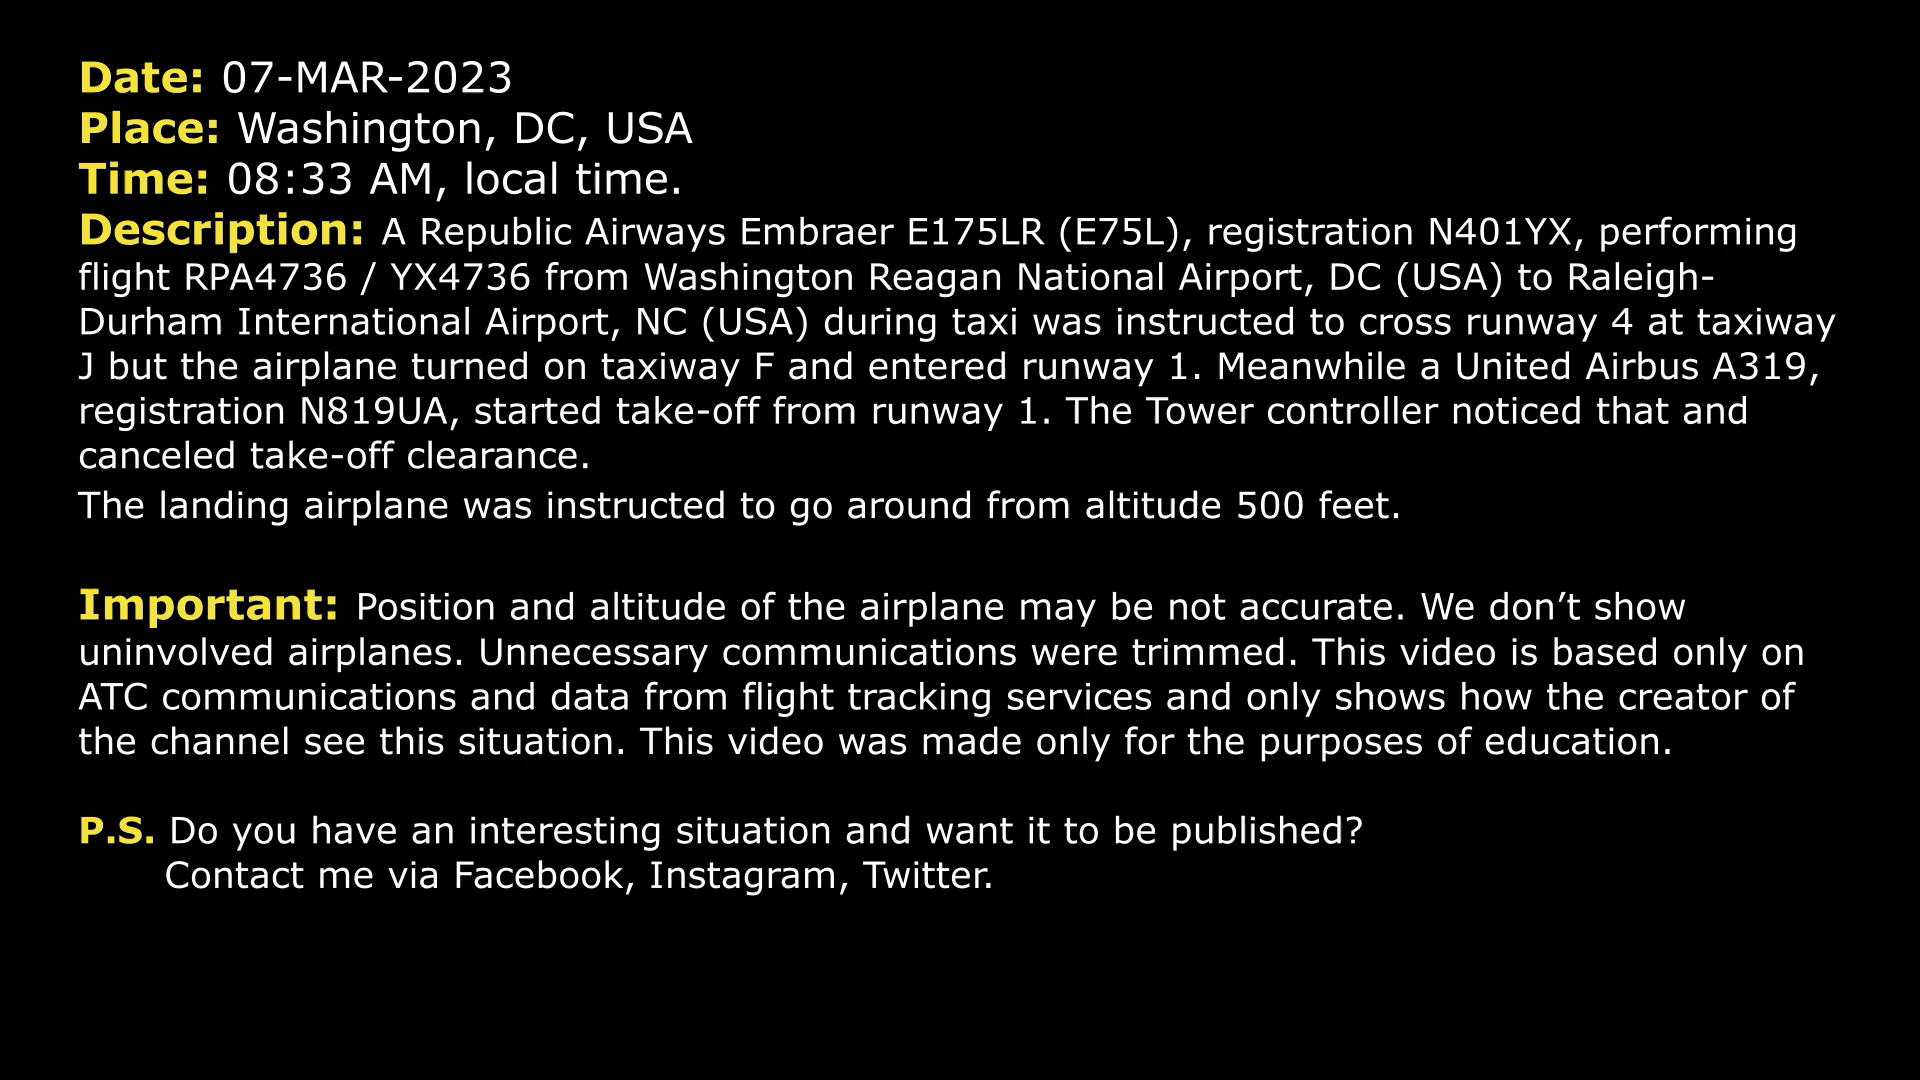 Date: 07-MAR-2023
Place: Washington, DC, USA
Time: 08:33 AM, local time.
Description: A Republic Airways Embraer E175LR (E75L), registration N401YX, performing
flight RPA4736 / YX4736 from Washington Reagan National Airport, DC (USA) to Raleigh-
Durham International Airport, NC (USA) during taxi was instructed to cross runway 4 at taxiway
J but the airplane turned on taxiway F and entered runway 1. Meanwhile a United Airbus A319,
registration N819UA, started take-off from runway 1. The Tower controller noticed that and
canceled take-off clearance.
The landing airplane was instructed to go around from altitude 500 feet.
Important: Position and altitude of the airplane may be not accurate. We don’t show
uninvolved airplanes. Unnecessary communications were trimmed. This video is based only on
ATC communications and data from flight tracking services and only shows how the creator of
the channel see this situation. This video was made only for the purposes of education.
P.S. Do you have an interesting situation and want it to be published?
Contact me via Facebook, Instagram, Twitter.